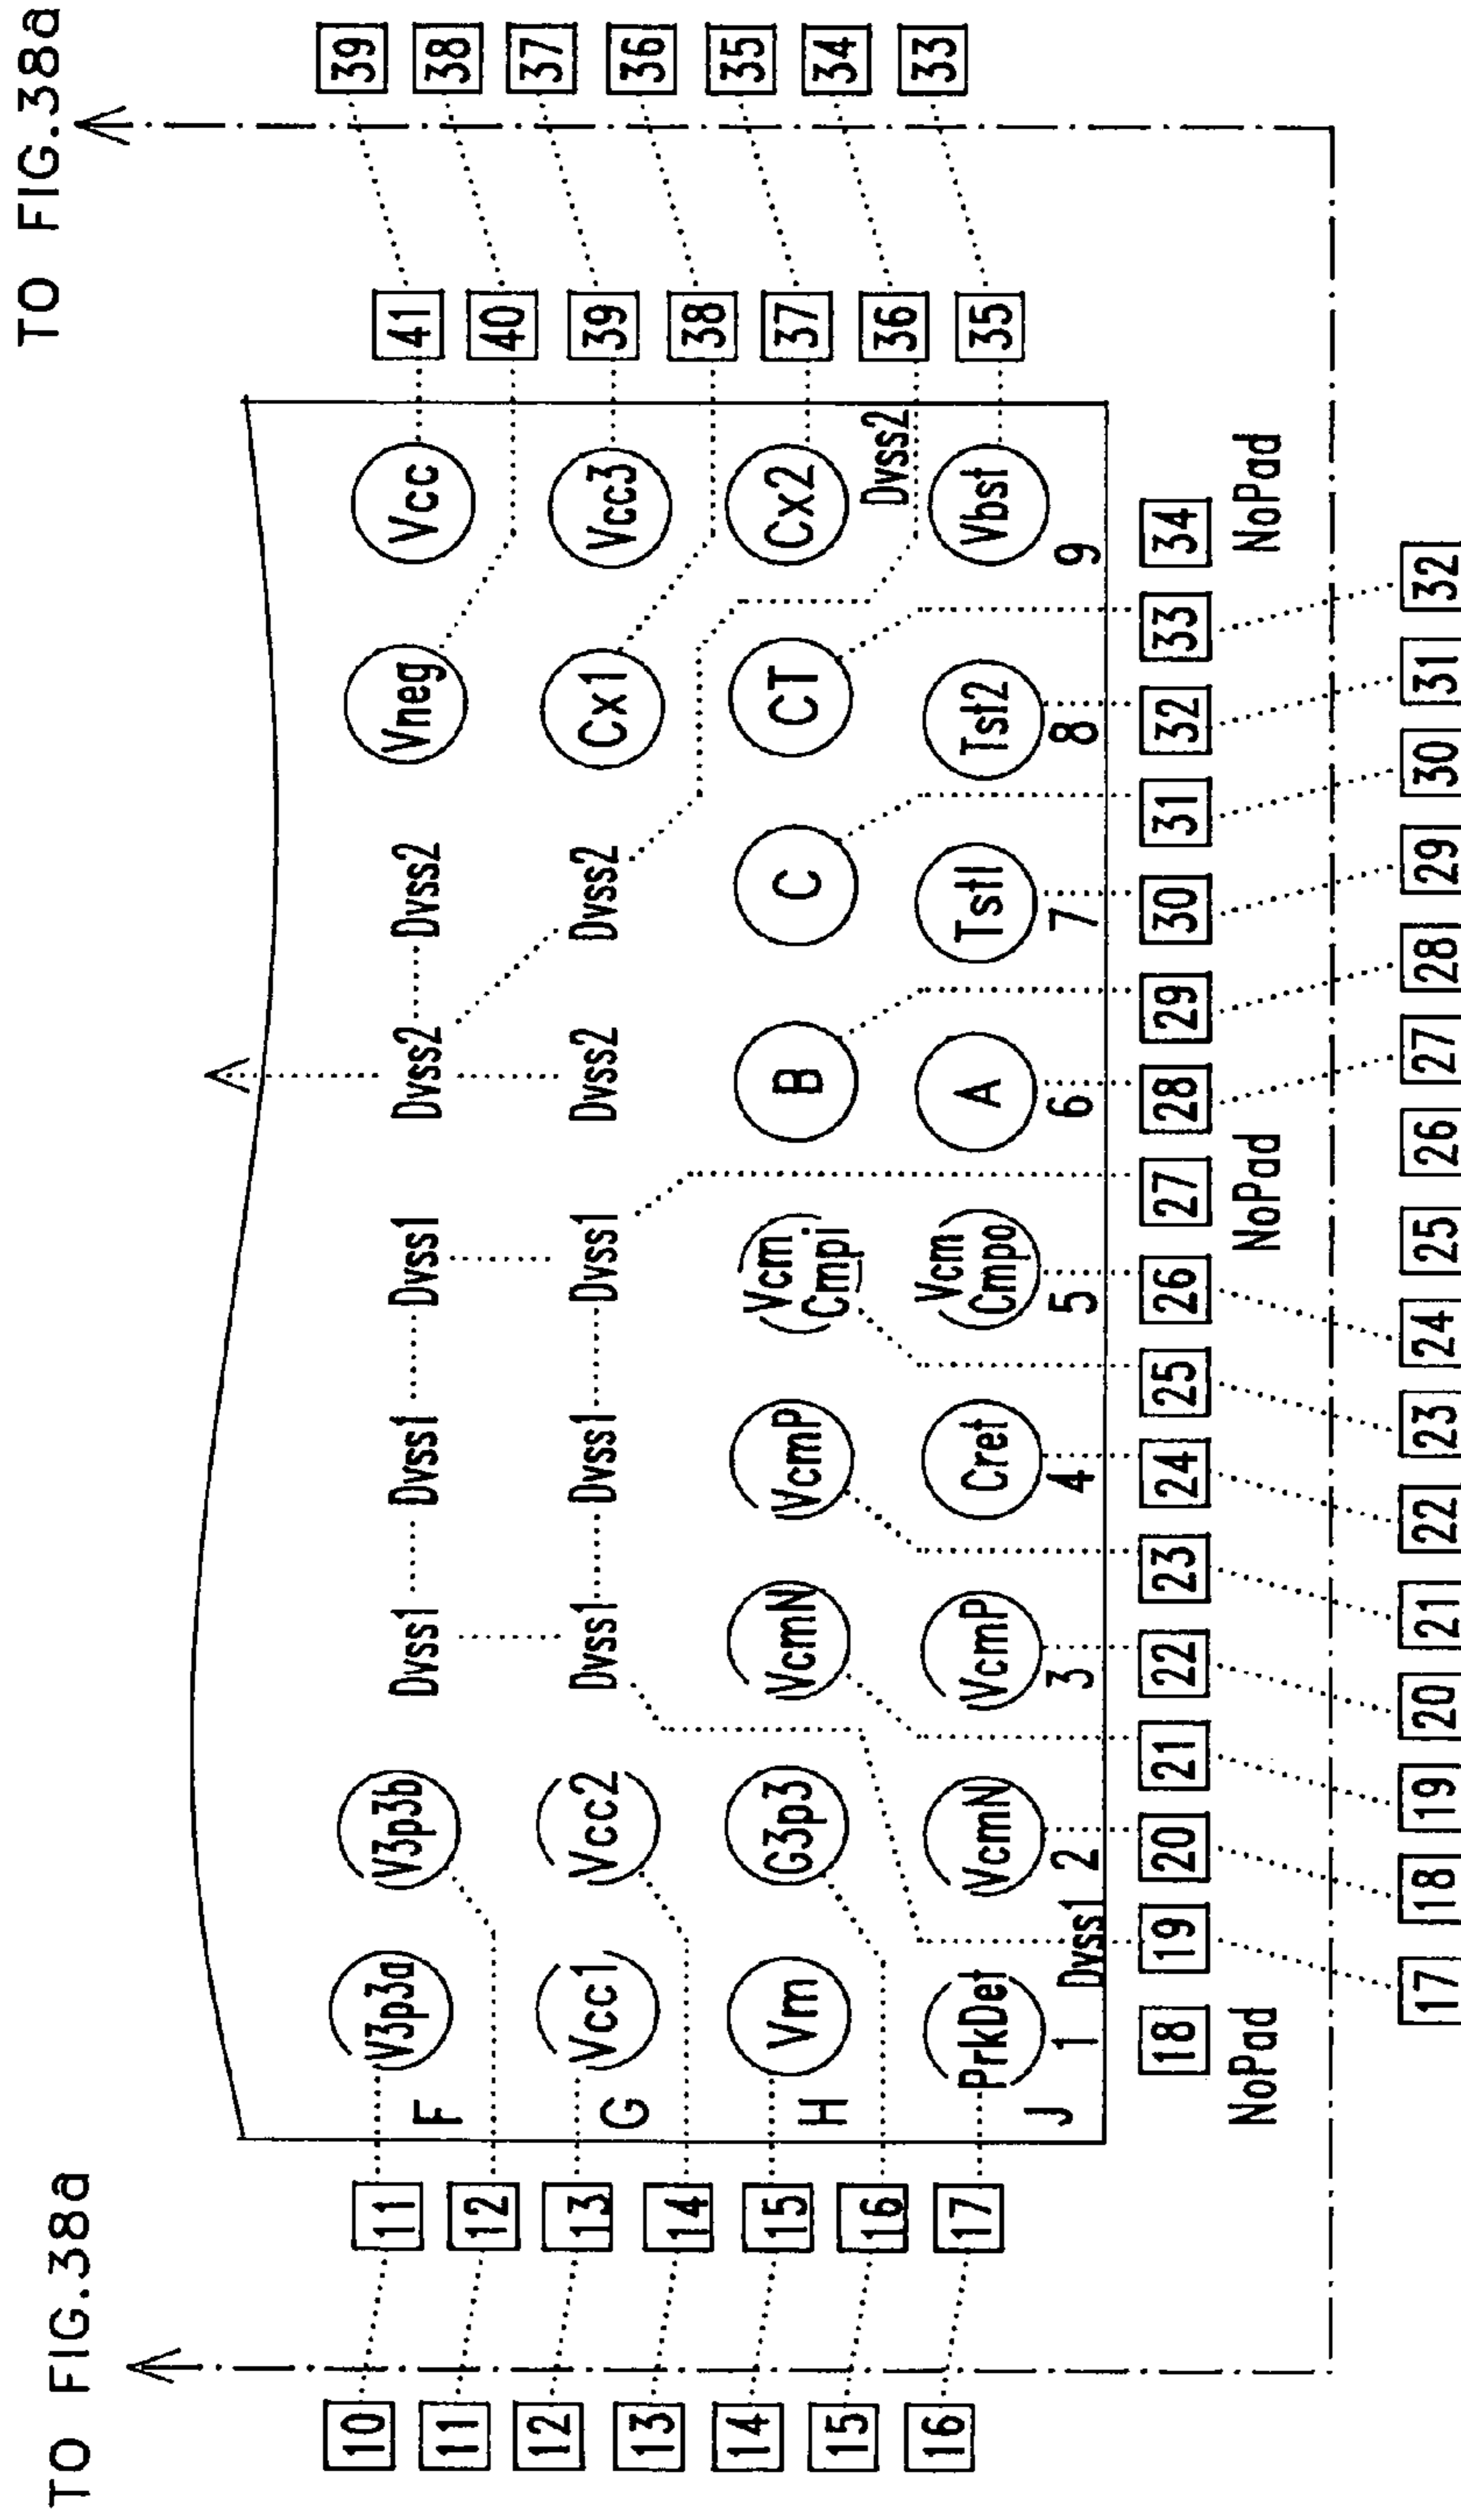 TO FIG.38a TO FIG.38a
10 11 V3p3a V3p3b Dvss1 Dvss1 Dvss1 Dvss2 Dvss2 Vneg Vcc 41 39
F
11 12 40 38
12 13 Vcc1 Vcc2 Dvss1 Dvss1 Dvss1 Dvss2 Dvss2 Cx1 Vcc3 39 37
G
13 14 38 36
14 15 Vm G3p3 VcmN VcmP Vcm Cmpi B C CT Cx2 37 35
H
15 16 Dvss2 36 34
16 17 PrkDet VcmN VcmP Cret Vcm Cmpo A Tst1 Tst2 Vbst 35 33
J 1 Dvss1 2 3 4 5 6 7 8 9
18 19 20 21 22 23 24 25 26 27 28 29 30 31 32 33 34
NoPad NoPad NoPad
17 18 19 20 21 22 23 24 25 26 27 28 29 30 31 32